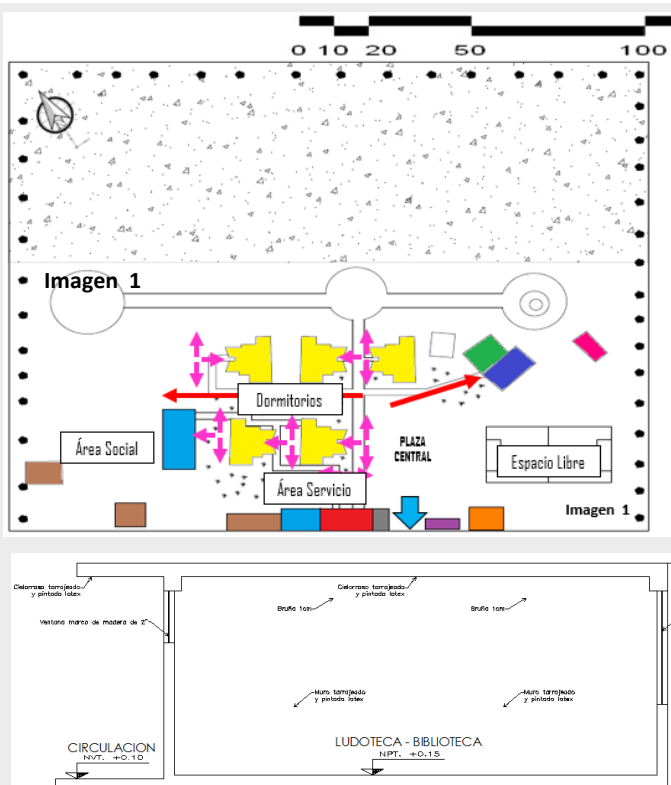 0 10 20 50 100
Imagen 1
Dormitorios
Área Social
PLAZA
CENTRAL
Espacio Libre
Área Servicio
Imagen 1
Cielorraso tarrajeado
y pintado latex
Cielorraso tarrajeado
y pintado latex
Bruña 1cm
Bruña 1cm
Ventana marco de madera de 2"
Muro tarrajeado
y pintado latex
Muro tarrajeado
y pintado latex
CIRCULACION
NVT. +0.10
LUDOTECA - BIBLIOTECA
NPT. +0.15